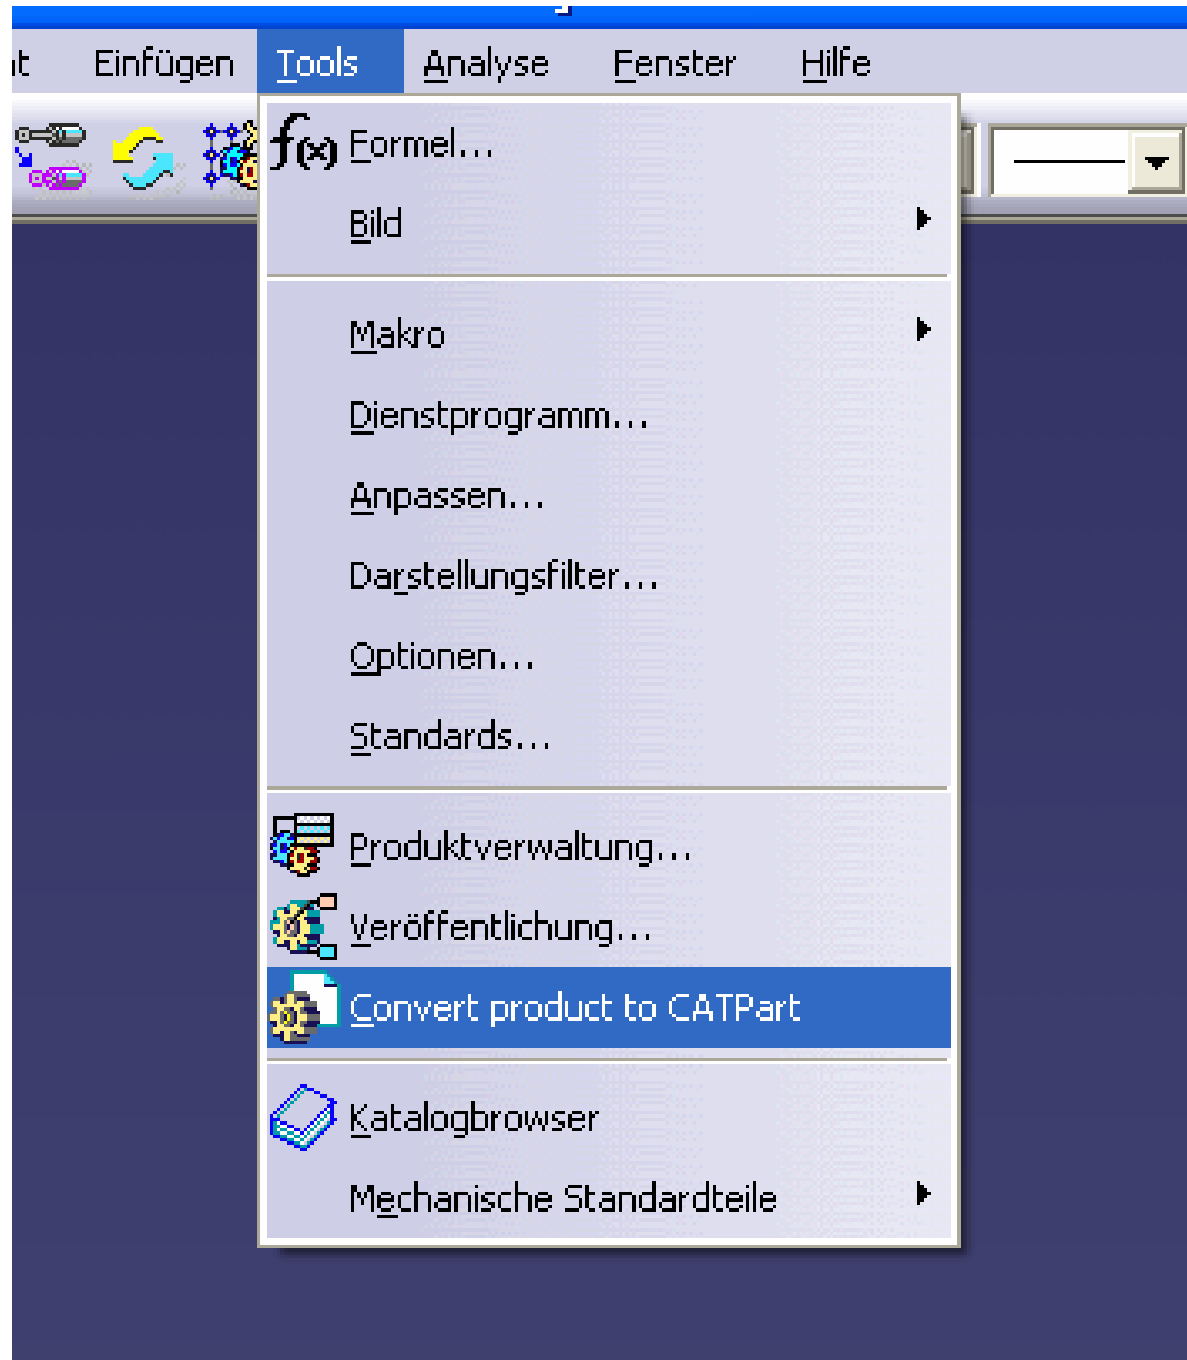 Einfügen Tools Analyse Fenster Hilfe
f(x) Formel...
Bild
Makro
Dienstprogramm...
Anpassen...
Darstellungsfilter...
Optionen...
Standards...
Produktverwaltung...
Veröffentlichung...
Convert product to CATPart
Katalogbrowser
Mechanische Standardteile